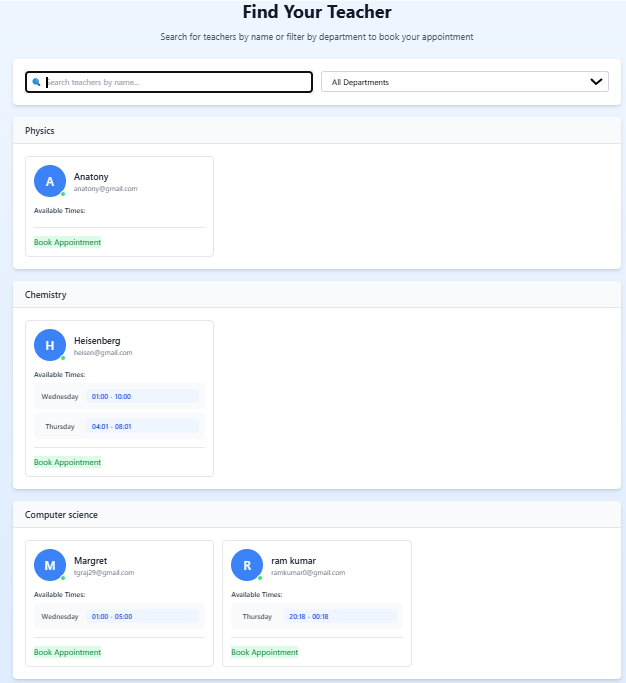 Find Your Teacher
Search for teachers by name or filter by department to book your appointment
Search teachers by name...
All Departments
Physics
A
Anatony
anatony@gmail.com
Available Times:
Book Appointment
Chemistry
H
Heisenberg
heisen@gmail.com
Available Times:
Wednesday 01:00 - 10:00
Thursday 04:01 - 08:01
Book Appointment
Computer science
M
Margret
tgraj29@gmail.com
Available Times:
Wednesday 01:00 - 05:00
Book Appointment
R
ram kumar
ramkumar0@gmail.com
Available Times:
Thursday 20:18 - 00:18
Book Appointment